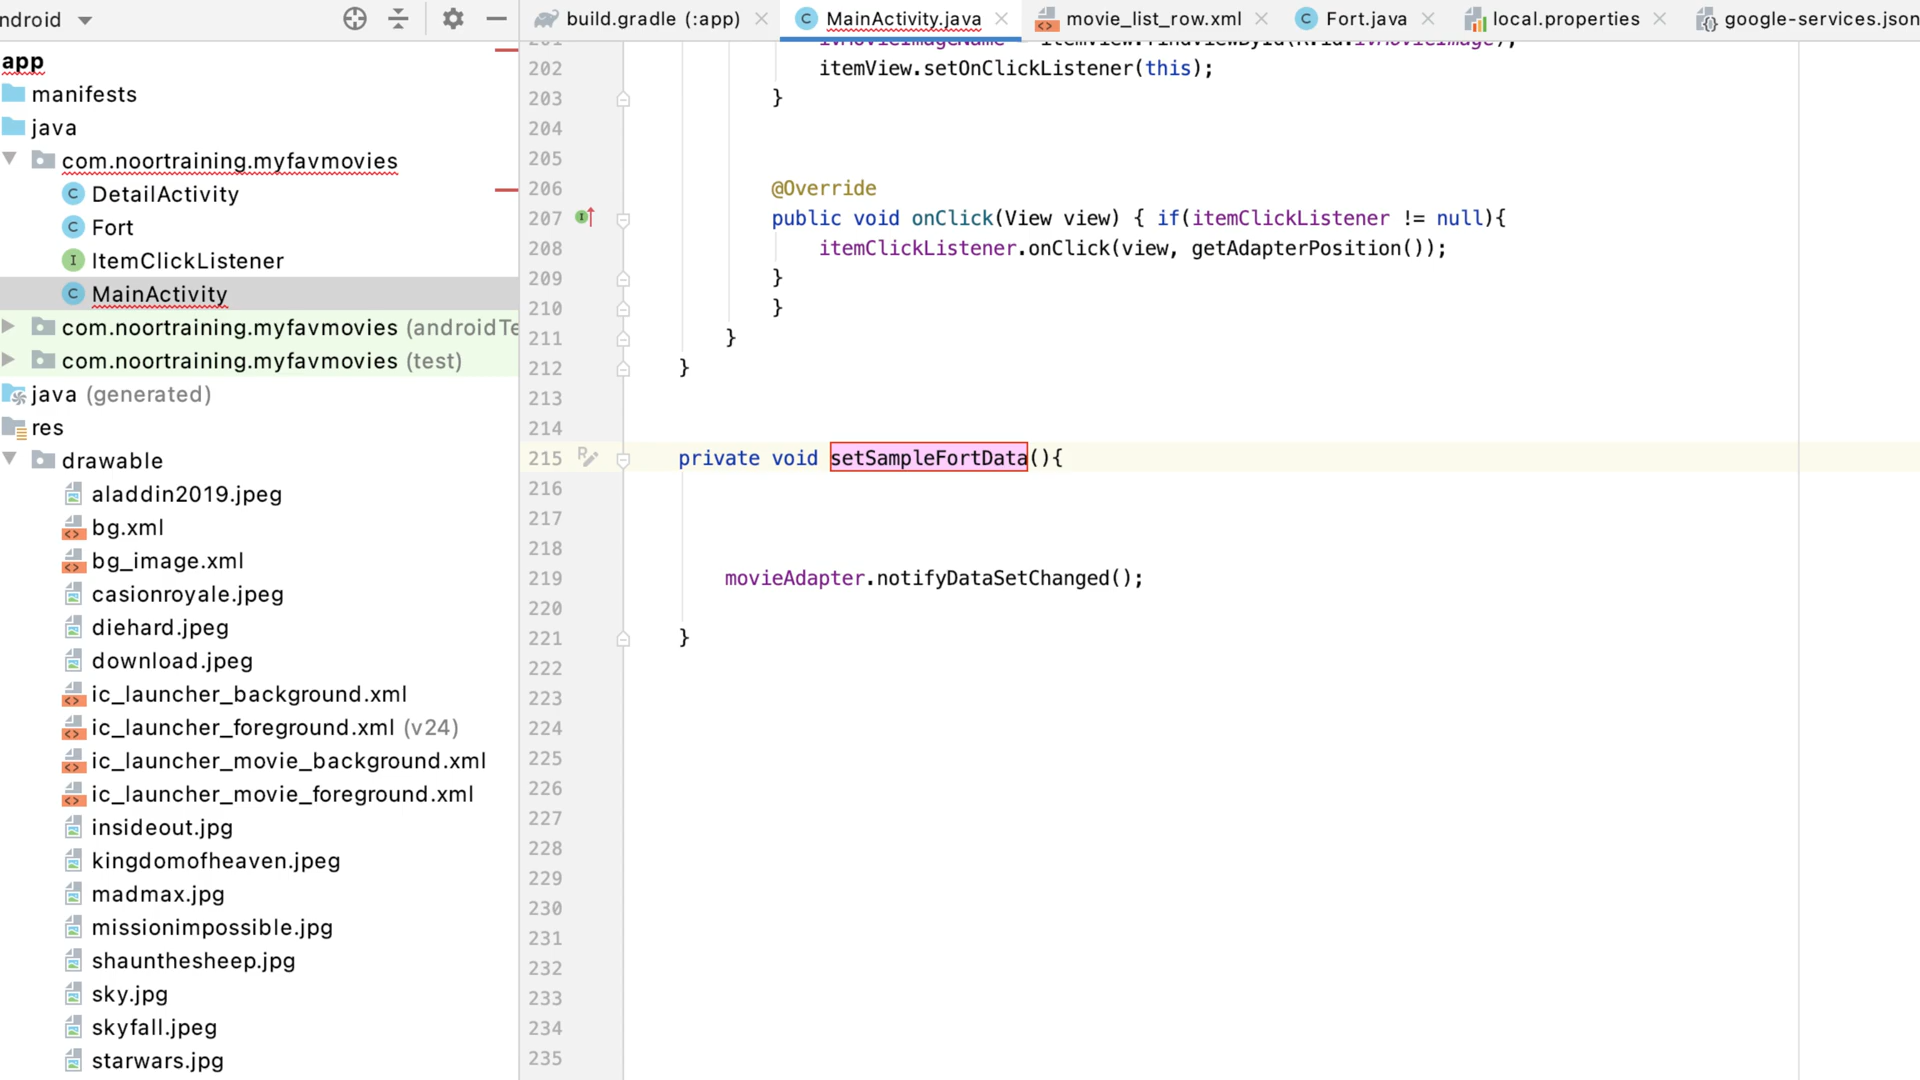 ndroid
build.gradle (:app)
MainActivity.java
movie_list_row.xml
Fort.java
local.properties
google-services.json
app
manifests
java
com.noortraining.myfavmovies
DetailActivity
Fort
ItemClickListener
MainActivity
com.noortraining.myfavmovies (androidTe
com.noortraining.myfavmovies (test)
java (generated)
res
drawable
aladdin2019.jpeg
bg.xml
bg_image.xml
casionroyale.jpeg
diehard.jpeg
download.jpeg
ic_launcher_background.xml
ic_launcher_foreground.xml (v24)
ic_launcher_movie_background.xml
ic_launcher_movie_foreground.xml
insideout.jpg
kingdomofheaven.jpeg
madmax.jpg
missionimpossible.jpg
shaunthesheep.jpg
sky.jpg
skyfall.jpeg
starwars.jpg
201 ivMovieImageName = itemView.findViewById(R.id.ivMovieImage);
202 itemView.setOnClickListener(this);
203 }
204
205
206 @Override
207 public void onClick(View view) { if(itemClickListener != null){
208 itemClickListener.onClick(view, getAdapterPosition());
209 }
210 }
211 }
212 }
213
214
215 private void setSampleFortData(){
216
217
218
219 movieAdapter.notifyDataSetChanged();
220
221 }
222
223
224
225
226
227
228
229
230
231
232
233
234
235